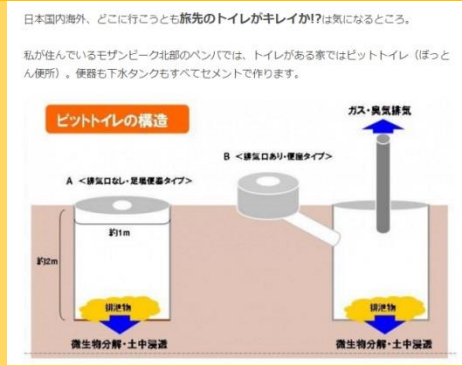 日本国内海外、どこに行こうとも旅先のトイレがキレイか!?は気になるところ。
私が住んでいるモザンビーク北部のペンバでは、トイレがある家ではピットトイレ（ぼっと
ん便所）。便器も下水タンクもすべてセメントで作ります。
ピットトイレの構造
ガス・臭気排気
B ＜排気口あり・便座タイプ＞
A ＜排気口なし・足場便器タイプ＞
約1m
約2m
排泄物
排泄物
微生物分解・土中浸透
微生物分解・土中浸透